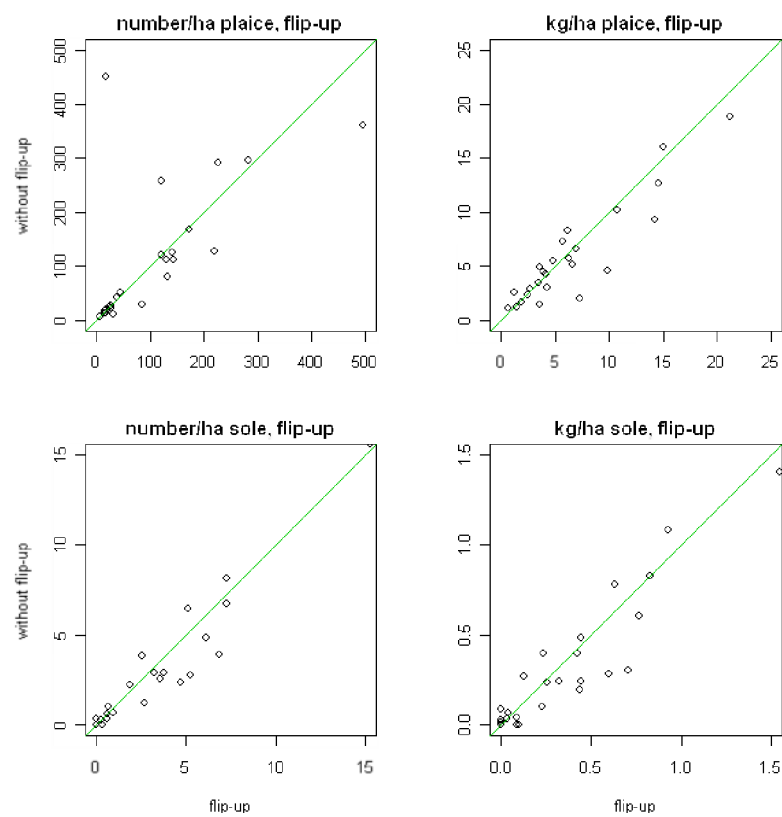 number/ha plaice, flip-up
500
400
300
200
100
0
without flip-up
0 100 200 300 400 500
kg/ha plaice, flip-up
25
20
15
10
5
0
0 5 10 15 20 25
number/ha sole, flip-up
15
10
5
0
without flip-up
0 5 10 15
flip-up
kg/ha sole, flip-up
1.5
1.0
0.5
0.0
0.0 0.5 1.0 1.5
flip-up